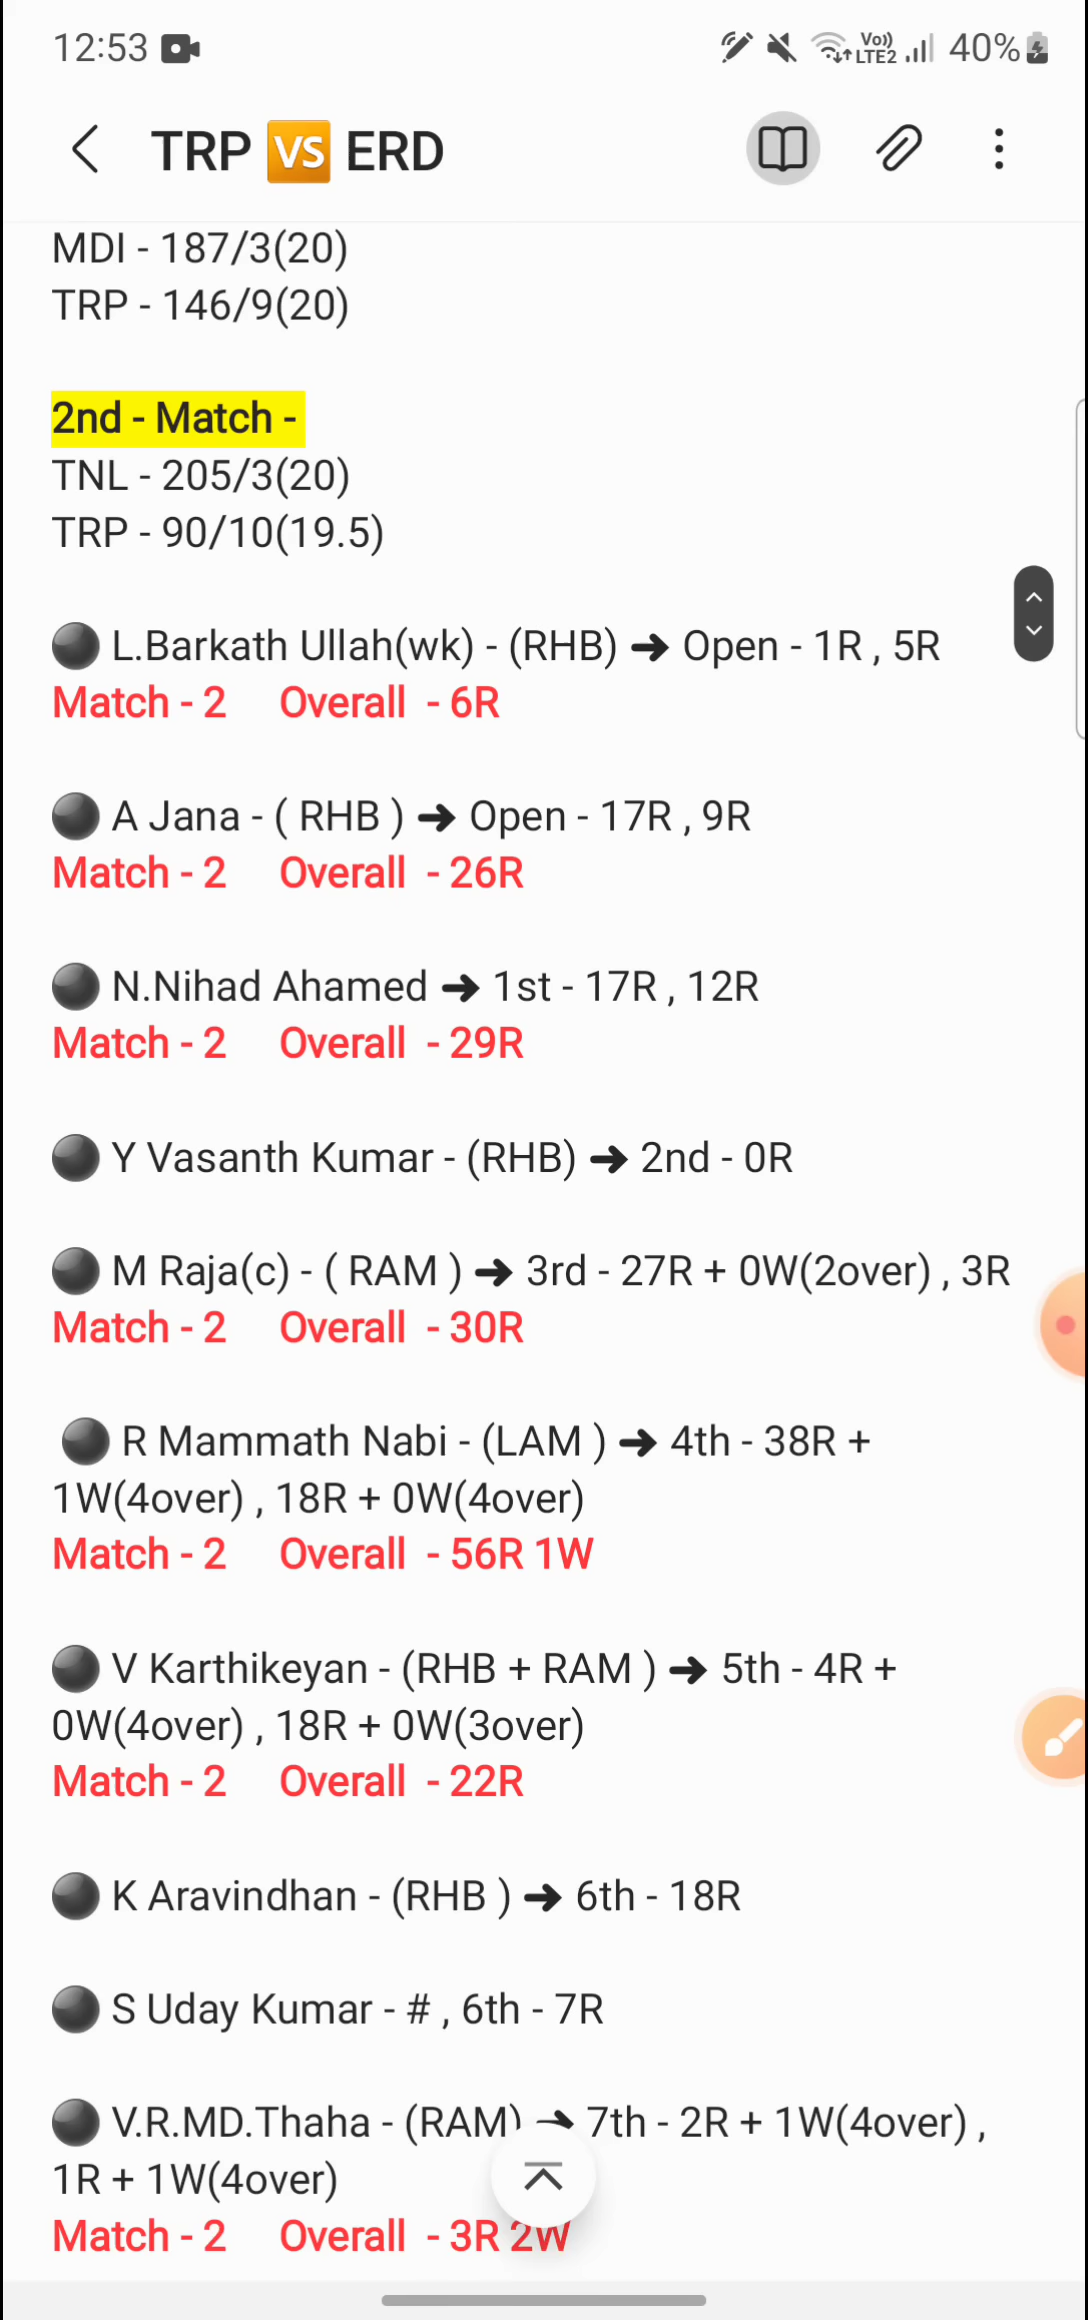 12:53 Vo)) LTE2 40%
TRP VS ERD
MDI - 187/3(20)
TRP - 146/9(20)
2nd - Match -
TNL - 205/3(20)
TRP - 90/10(19.5)
L.Barkath Ullah(wk) - (RHB) ➔ Open - 1R , 5R
Match - 2 Overall - 6R
A Jana - ( RHB ) ➔ Open - 17R , 9R
Match - 2 Overall - 26R
N.Nihad Ahamed ➔ 1st - 17R , 12R
Match - 2 Overall - 29R
Y Vasanth Kumar - (RHB) ➔ 2nd - 0R
M Raja(c) - ( RAM ) ➔ 3rd - 27R + 0W(2over) , 3R
Match - 2 Overall - 30R
R Mammath Nabi - (LAM ) ➔ 4th - 38R +
1W(4over) , 18R + 0W(4over)
Match - 2 Overall - 56R 1W
V Karthikeyan - (RHB + RAM ) ➔ 5th - 4R +
0W(4over) , 18R + 0W(3over)
Match - 2 Overall - 22R
K Aravindhan - (RHB ) ➔ 6th - 18R
S Uday Kumar - # , 6th - 7R
V.R.MD.Thaha - (RAM) ➔ 7th - 2R + 1W(4over) ,
1R + 1W(4over)
Match - 2 Overall - 3R 2W